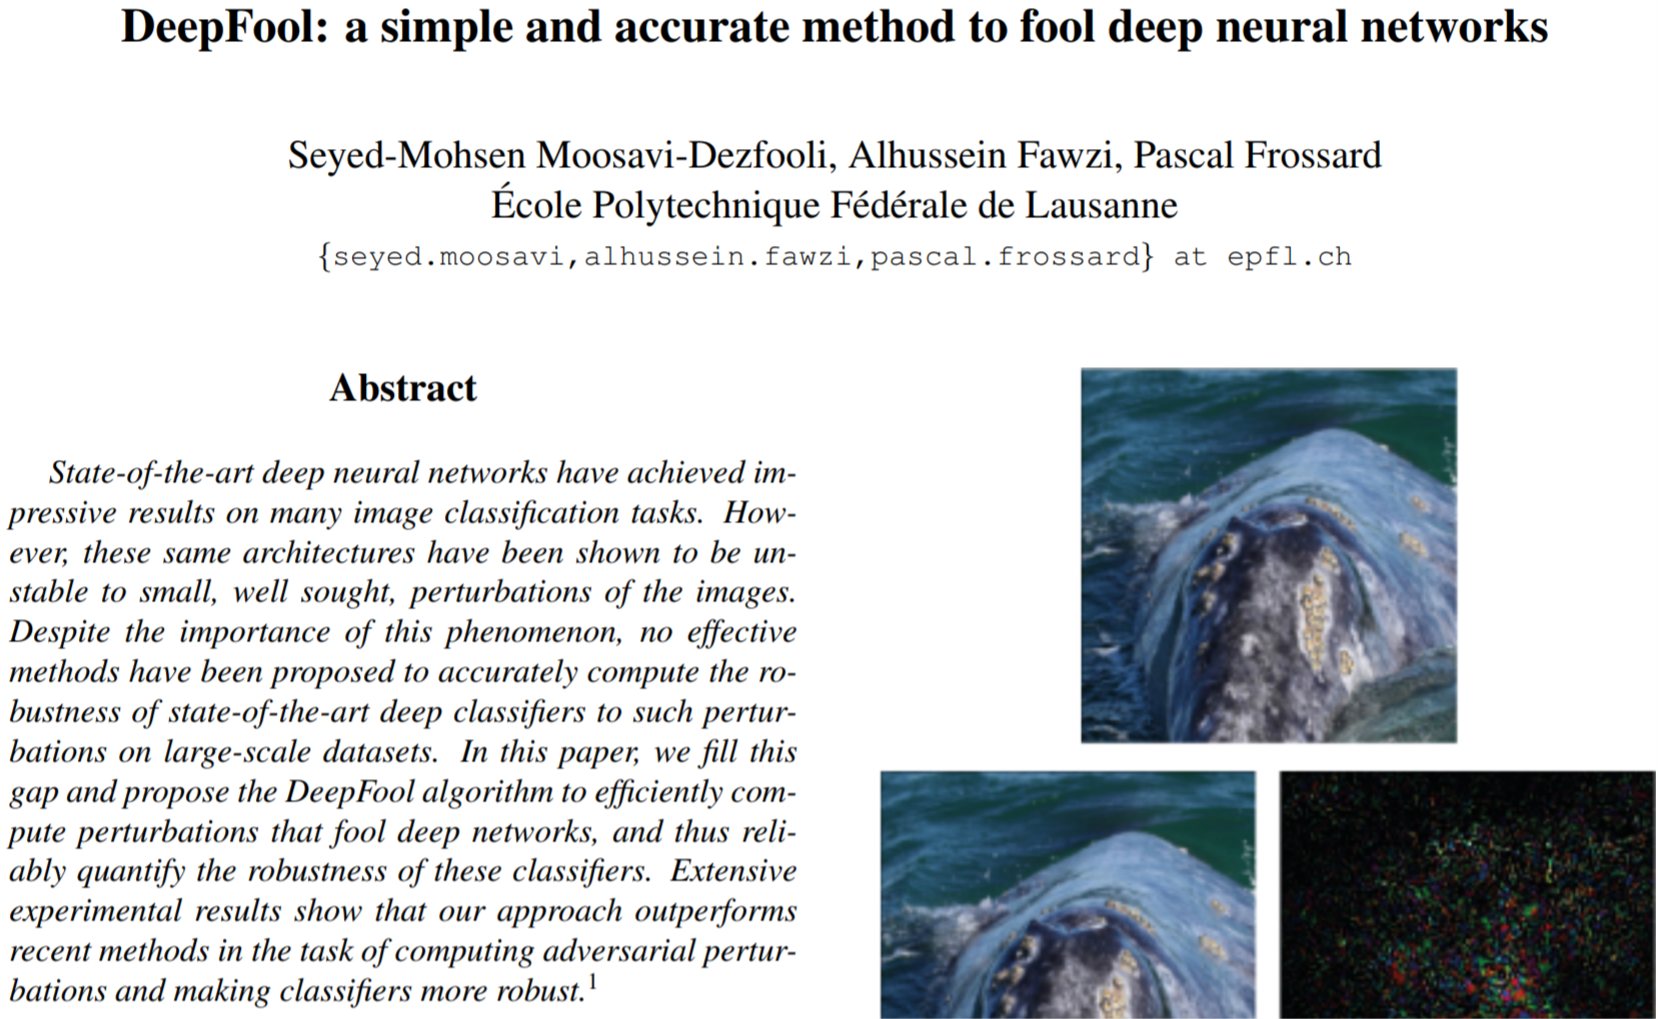 DeepFool: a simple and accurate method to fool deep neural networks
Seyed-Mohsen Moosavi-Dezfooli, Alhussein Fawzi, Pascal Frossard
École Polytechnique Fédérale de Lausanne
{seyed.moosavi,alhussein.fawzi,pascal.frossard} at epfl.ch
Abstract
State-of-the-art deep neural networks have achieved im-
pressive results on many image classification tasks. How-
ever, these same architectures have been shown to be un-
stable to small, well sought, perturbations of the images.
Despite the importance of this phenomenon, no effective
methods have been proposed to accurately compute the ro-
bustness of state-of-the-art deep classifiers to such pertur-
bations on large-scale datasets. In this paper, we fill this
gap and propose the DeepFool algorithm to efficiently com-
pute perturbations that fool deep networks, and thus reli-
ably quantify the robustness of these classifiers. Extensive
experimental results show that our approach outperforms
recent methods in the task of computing adversarial pertur-
bations and making classifiers more robust.¹